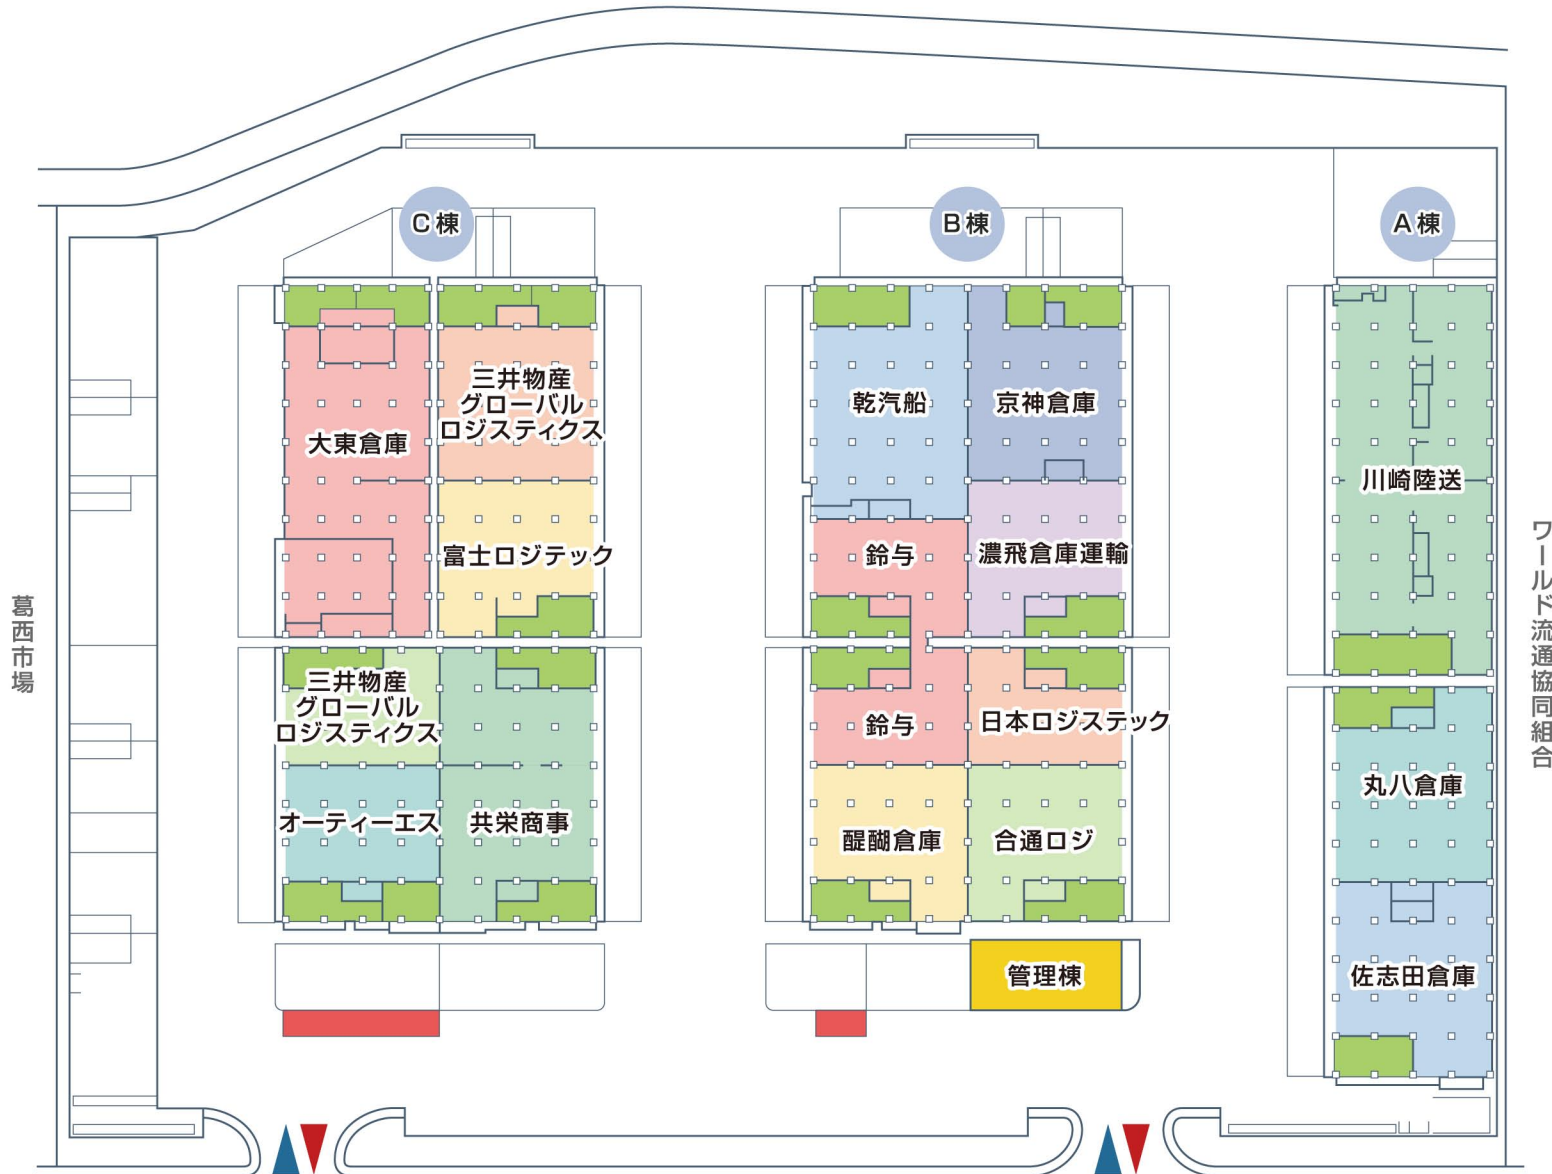 C棟
B棟
A棟
三井物産
グローバル
ロジスティクス
大東倉庫
富士ロジテック
乾汽船
京神倉庫
鈴与
濃飛倉庫運輸
川崎陸送
三井物産
グローバル
ロジスティクス
オーティーエス
共栄商事
鈴与
日本ロジステック
醍醐倉庫
合通ロジ
丸八倉庫
佐志田倉庫
管理棟
葛西市場
ワールド流通協同組合